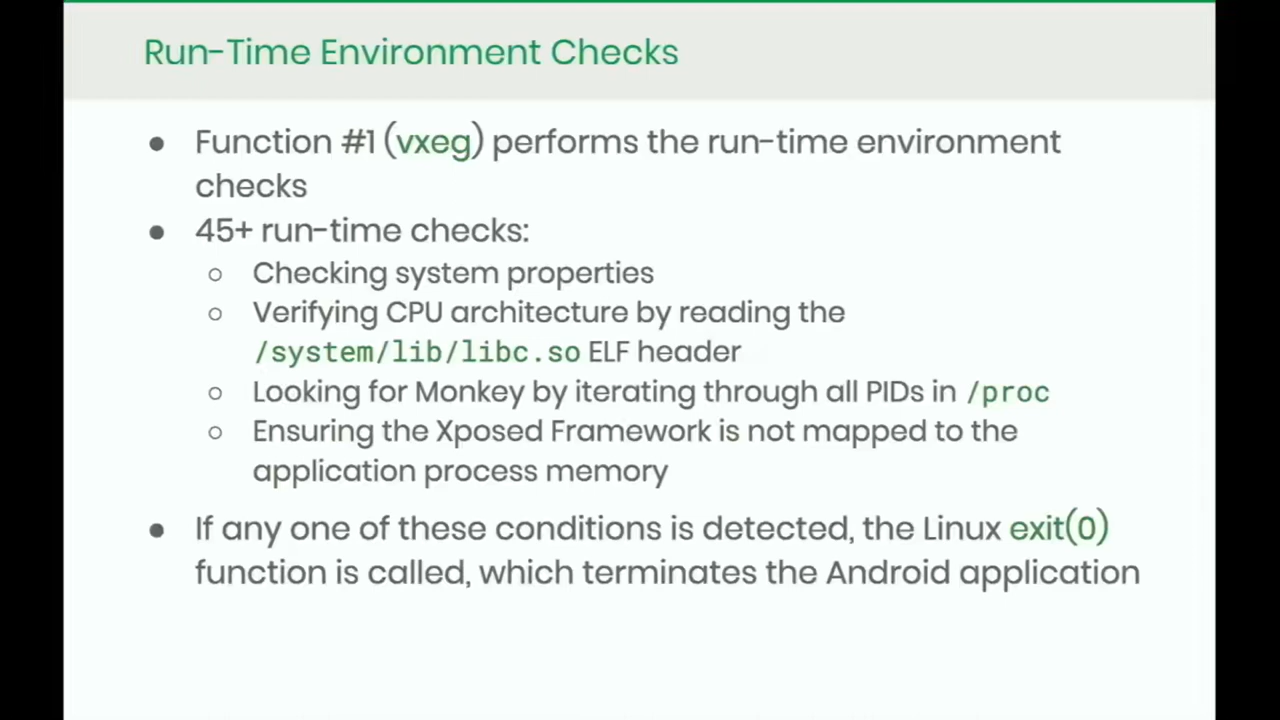 Run-Time Environment Checks
● Function #1 (vxeg) performs the run-time environment
checks
● 45+ run-time checks:
○ Checking system properties
○ Verifying CPU architecture by reading the
/system/lib/libc.so ELF header
○ Looking for Monkey by iterating through all PIDs in /proc
○ Ensuring the Xposed Framework is not mapped to the
application process memory
● If any one of these conditions is detected, the Linux exit(0)
function is called, which terminates the Android application